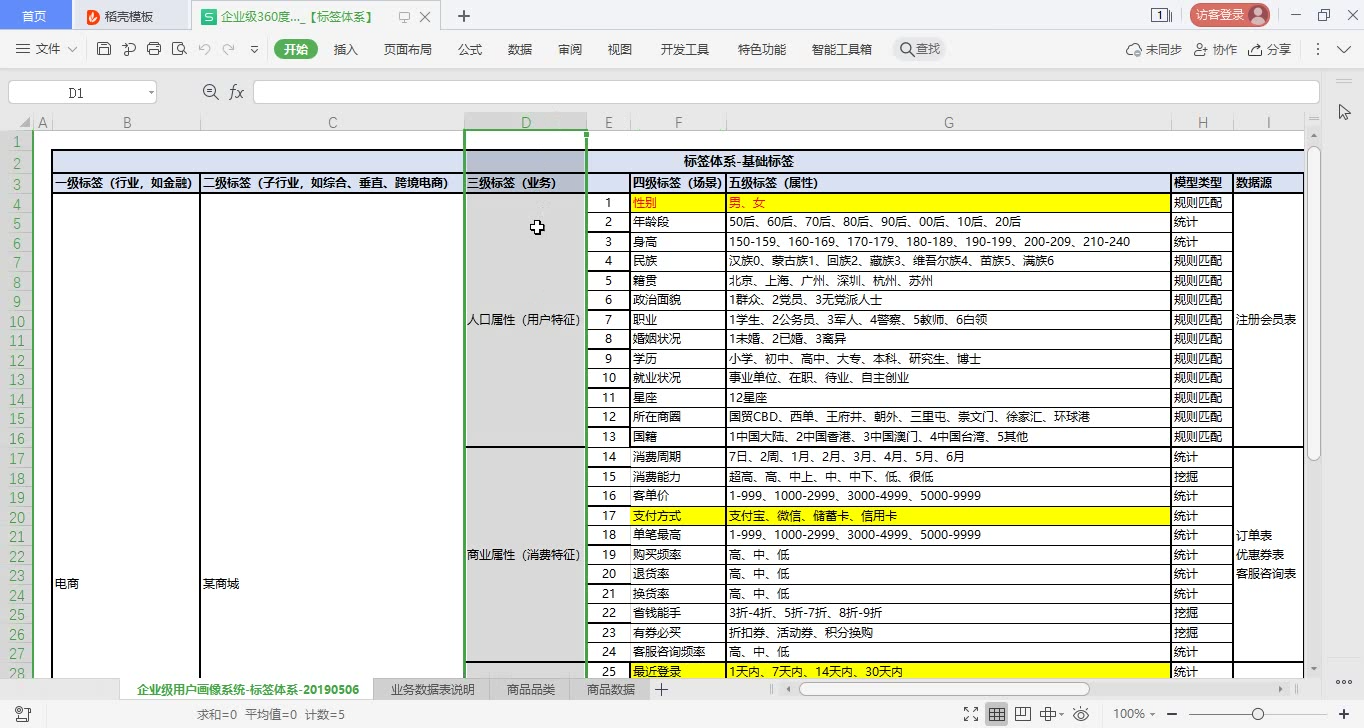 首页 稻壳模板 企业级360度..._【标签体系】 1 访客登录
文件 开始 插入 页面布局 公式 数据 审阅 视图 开发工具 特色功能 智能工具箱 查找 未同步 协作 分享
D1 fx
A B C D E F G H I
1
2 标签体系-基础标签
3 一级标签（行业，如金融） 二级标签（子行业，如综合、垂直、跨境电商） 三级标签（业务） 四级标签（场景） 五级标签（属性） 模型类型 数据源
4 1 性别 男、女 规则匹配
5 2 年龄段 50后、60后、70后、80后、90后、00后、10后、20后 统计
6 3 身高 150-159、160-169、170-179、180-189、190-199、200-209、210-240 统计
7 4 民族 汉族0、蒙古族1、回族2、藏族3、维吾尔族4、苗族5、满族6 规则匹配
8 5 籍贯 北京、上海、广州、深圳、杭州、苏州 规则匹配
9 6 政治面貌 1群众、2党员、3无党派人士 规则匹配
10 人口属性（用户特征） 7 职业 1学生、2公务员、3军人、4警察、5教师、6白领 规则匹配 注册会员表
11 8 婚姻状况 1未婚、2已婚、3离异 规则匹配
12 9 学历 小学、初中、高中、大专、本科、研究生、博士 规则匹配
13 10 就业状况 事业单位、在职、待业、自主创业 规则匹配
14 11 星座 12星座 规则匹配
15 12 所在商圈 国贸CBD、西单、王府井、朝外、三里屯、崇文门、徐家汇、环球港 规则匹配
16 13 国籍 1中国大陆、2中国香港、3中国澳门、4中国台湾、5其他 规则匹配
17 14 消费周期 7日、2周、1月、2月、3月、4月、5月、6月 统计
18 15 消费能力 超高、高、中上、中、中下、低、很低 挖掘
19 16 客单价 1-999、1000-2999、3000-4999、5000-9999 统计
20 17 支付方式 支付宝、微信、储蓄卡、信用卡 统计
21 18 单笔最高 1-999、1000-2999、3000-4999、5000-9999 统计 订单表
22 商业属性（消费特征） 19 购买频率 高、中、低 统计 优惠券表
23 电商 某商城 20 退货率 高、中、低 统计 客服咨询表
24 21 换货率 高、中、低 统计
25 22 省钱能手 3折-4折、5折-7折、8折-9折 挖掘
26 23 有券必买 折扣券、活动券、积分换购 挖掘
27 24 客服咨询频率 高、中、低 统计
28 25 最近登录 1天内、7天内、14天内、30天内 统计
企业级用户画像系统-标签体系-20190506 业务数据表说明 商品品类 商品数据
求和=0 平均值=0 计数=5 100%